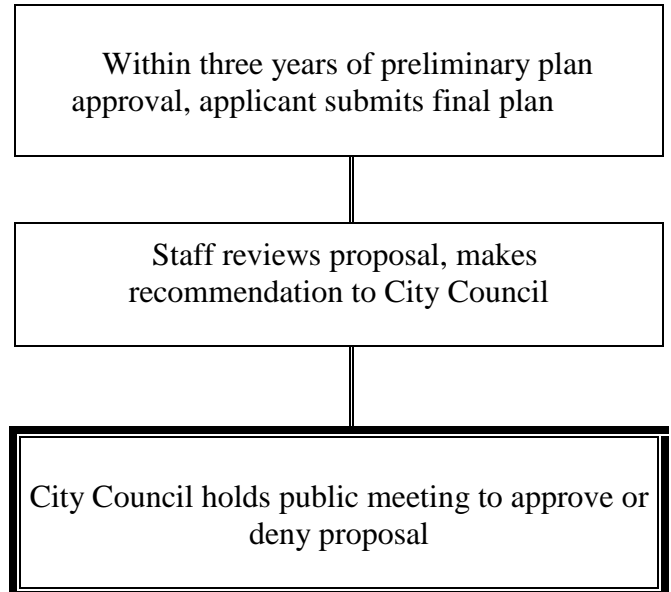 Within three years of preliminary plan
approval, applicant submits final plan
Staff reviews proposal, makes
recommendation to City Council
City Council holds public meeting to approve or
deny proposal